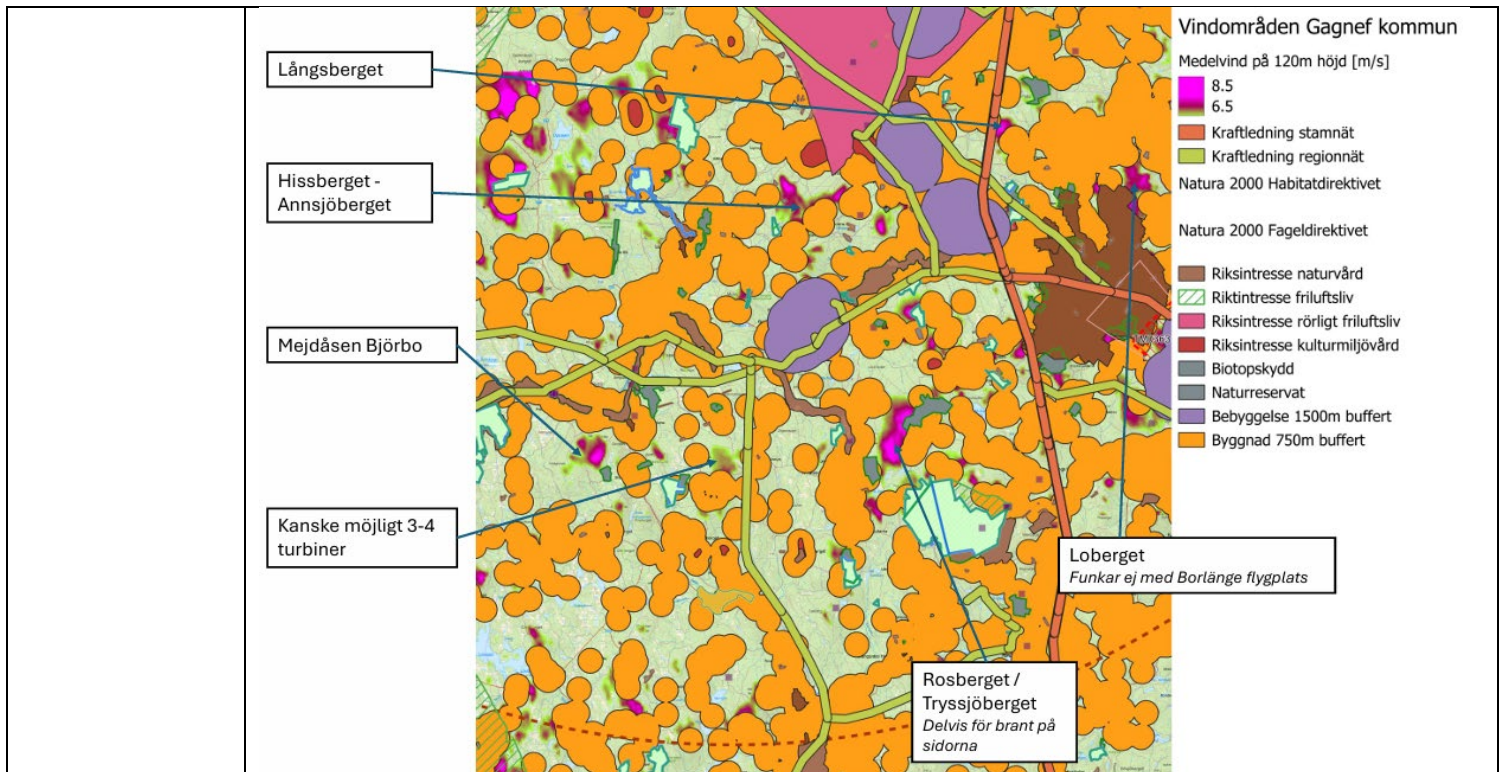 Långsberget
Hissberget -
Annsjöberget
Mejdåsen Björbo
Kanske möjligt 3-4
turbiner
Loberget
Funkar ej med Borlänge flygplats
Rosberget /
Tryssjöberget
Delvis för brant på
sidorna
Vindområden Gagnef kommun
Medelvind på 120m höjd [m/s]
8.5
6.5
Kraftledning stamnät
Kraftledning regionnät
Natura 2000 Habitatdirektivet
Natura 2000 Fageldirektivet
Riksintresse naturvård
Riktintresse friluftsliv
Riksintresse rörligt friluftsliv
Riksintresse kulturmiljövård
Biotopskydd
Naturreservat
Bebyggelse 1500m buffert
Byggnad 750m buffert